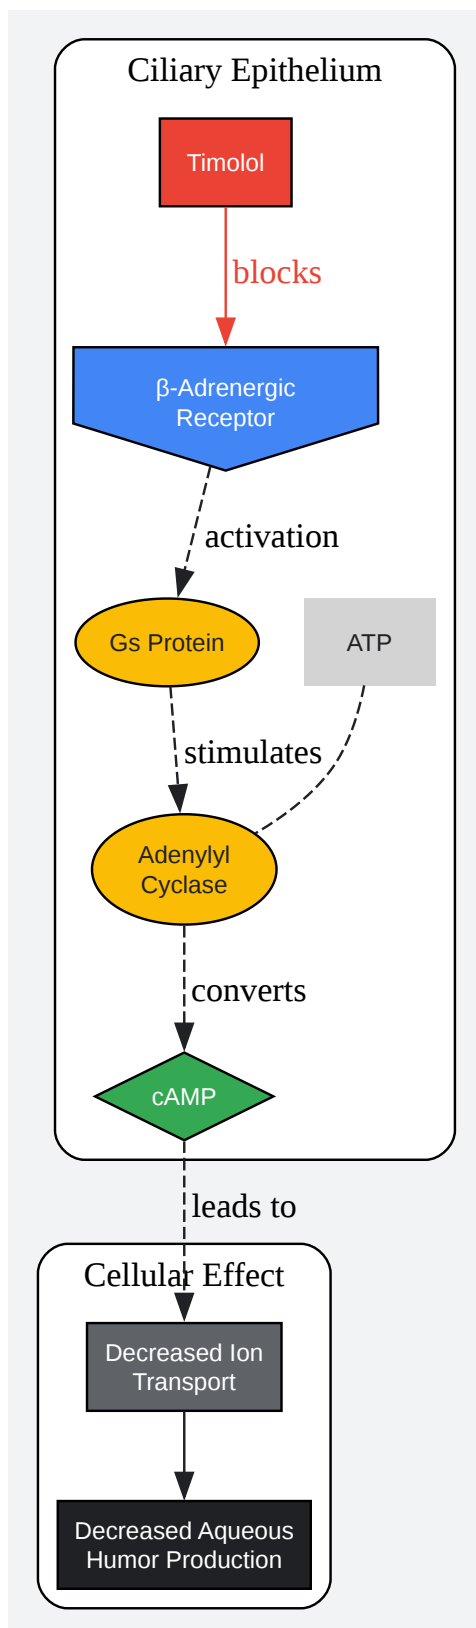 Ciliary Epithelium
Timolol
blocks
β-Adrenergic
Receptor
activation
Gs Protein
ATP
stimulates
Adenylyl
Cyclase
converts
cAMP
leads to
Cellular Effect
Decreased Ion
Transport
Decreased Aqueous
Humor Production